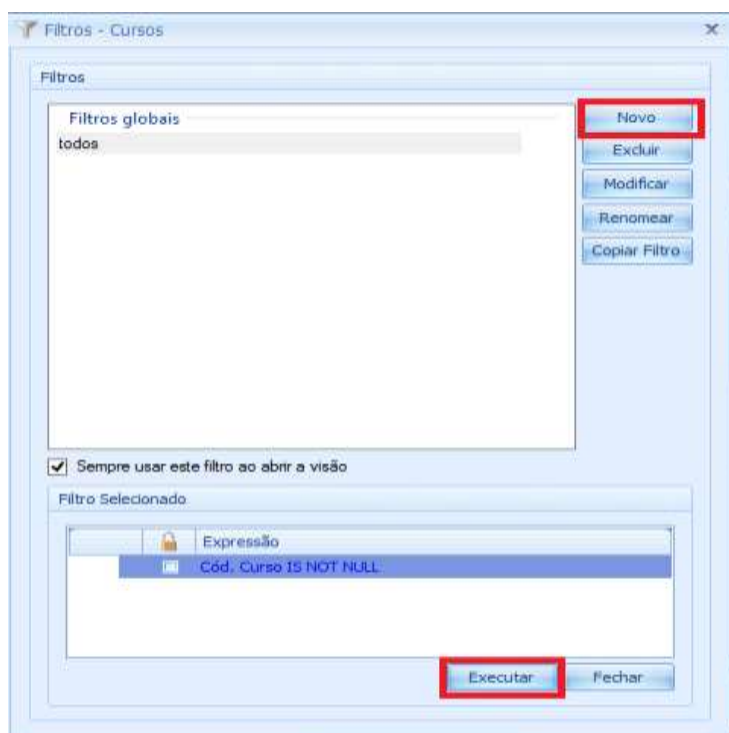 Filtros - Cursos
Filtros
Filtros globais
todos
Novo
Excluir
Modificar
Renomear
Copiar Filtro
Sempre usar este filtro ao abrir a visão
Filtro Selecionado
Expressão
Cód. Curso IS NOT NULL
Executar
Fechar